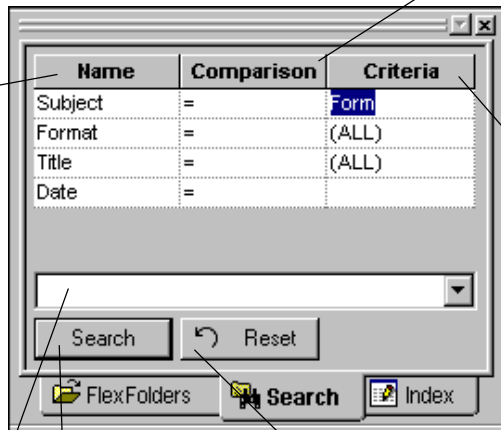 Name Comparison Criteria
Subject = Form
Format = (ALL)
Title = (ALL)
Date =
Search Reset
FlexFolders Search Index